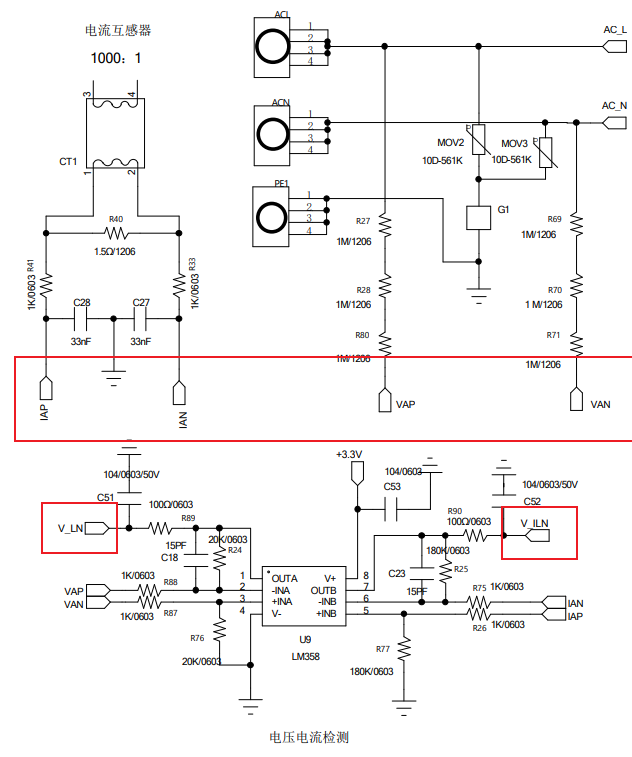 电流互感器
1000：1
3
4
CT1
1
2
R40
1.5Ω/1206
R41
1K/0603
R33
1K/0603
C28
C27
33nF
33nF
IAP
IAN
ACL
1
2
3
4
ACN
1
2
3
4
PE1
1
2
3
4
AC_L
AC_N
MOV2
10D-561K
MOV3
10D-561K
G1
R27
1M/1206
R28
1M/1206
R80
1M/1206
R69
1M/1206
R70
1M/1206
R71
1M/1206
VAP
VAN
104/0603/50V
C51
V_LN
100Ω/0603
R89
15PF
C18
20K/0603
R24
VAP
VAN
1K/0603
R88
1K/0603
R87
R76
20K/0603
1
2
3
4
OUTA
-INA
+INA
V-
V+
OUTB
-INB
+INB
8
7
6
5
U9
LM358
+3.3V
C53
104/0603
R90
100Ω/0603
104/0603/50V
C52
V_ILN
180K/0603
R25
C23
15PF
R75
1K/0603
R26
1K/0603
IAN
IAP
R77
180K/0603
电压电流检测